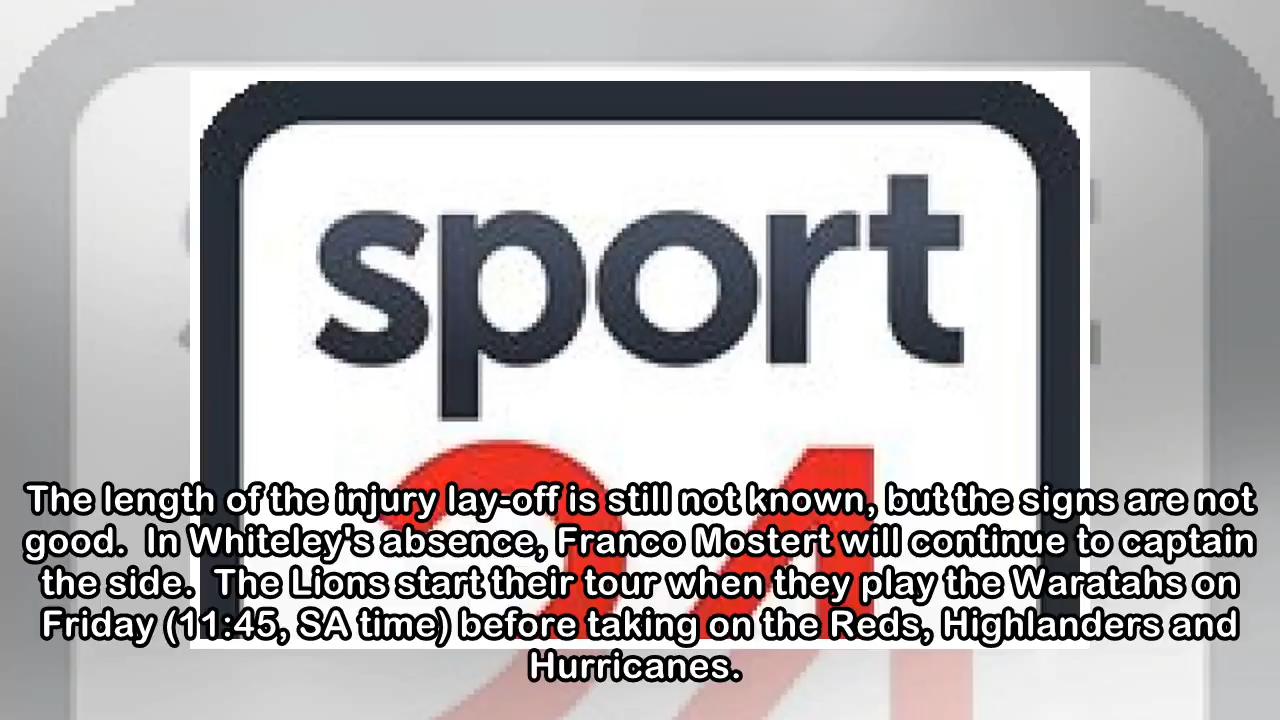 sport
24
The length of the injury lay-off is still not known, but the signs are not
good.  In Whiteley's absence, Franco Mostert will continue to captain
the side.  The Lions start their tour when they play the Waratahs on
Friday (11:45, SA time) before taking on the Reds, Highlanders and
Hurricanes.